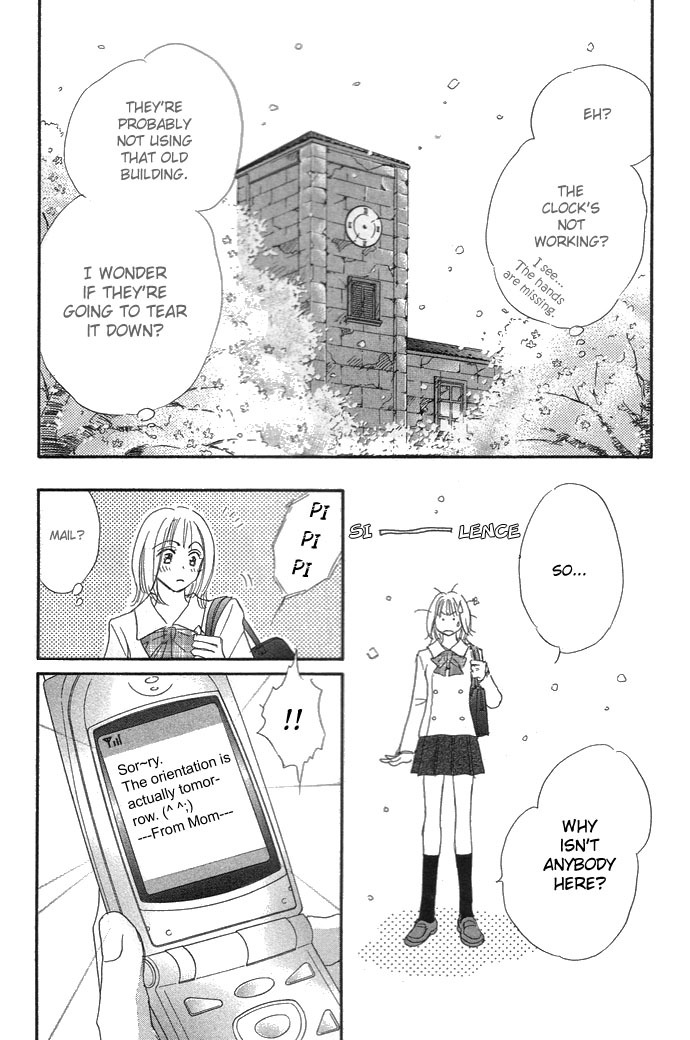 EH?
THE
CLOCK'S
NOT
WORKING?
I see...
The hands
are missing.
THEY'RE
PROBABLY
NOT USING
THAT OLD
BUILDING.
I WONDER
IF THEY'RE
GOING TO TEAR
IT DOWN?
SO...
SI LENCE
WHY
ISN'T
ANYBODY
HERE?
PI
PI
PI
MAIL?
!!
Sor~ry.
The orientation is
actually tomor-
row. (^ ^;)
---From Mom---